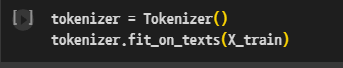 [ ]
tokenizer = Tokenizer()
tokenizer.fit_on_texts(X_train)